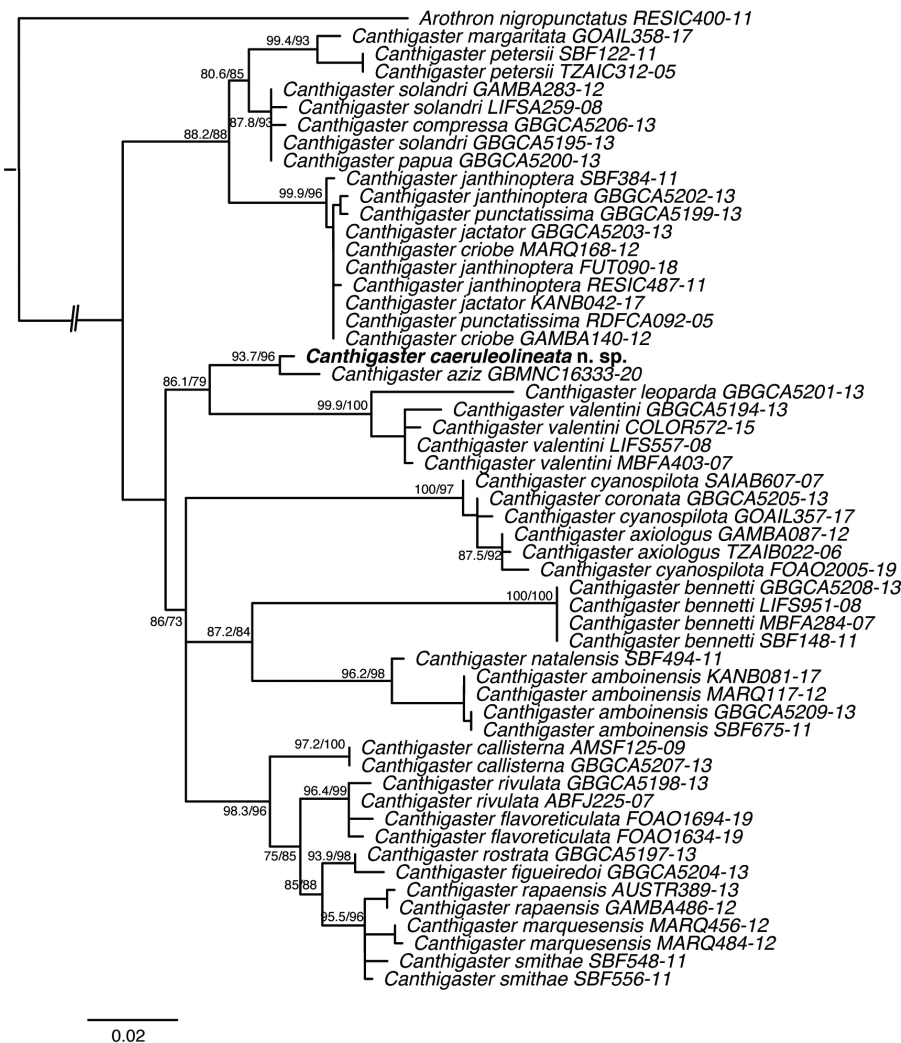 Arothron nigropunctatus RESIC400-11
Canthigaster margaritata GOAIL358-17
99.4/93
Canthigaster petersii SBF122-11
Canthigaster petersii TZAIC312-05
80.6/85
Canthigaster solandri GAMBA283-12
Canthigaster solandri LIFSA259-08
87.8/93
Canthigaster compressa GBGCA5206-13
88.2/88
Canthigaster solandri GBGCA5195-13
Canthigaster papua GBGCA5200-13
Canthigaster janthinoptera SBF384-11
99.9/96
Canthigaster janthinoptera GBGCA5202-13
Canthigaster punctatissima GBGCA5199-13
Canthigaster jactator GBGCA5203-13
Canthigaster criobe MARQ168-12
Canthigaster janthinoptera FUT090-18
Canthigaster janthinoptera RESIC487-11
Canthigaster jactator KANB042-17
Canthigaster punctatissima RDFCA092-05
Canthigaster criobe GAMBA140-12
93.7/96
Canthigaster caeruleolineata n. sp.
Canthigaster aziz GBMNC16333-20
86.1/79
Canthigaster leoparda GBGCA5201-13
99.9/100
Canthigaster valentini GBGCA5194-13
Canthigaster valentini COLOR572-15
Canthigaster valentini LIFS557-08
Canthigaster valentini MBFA403-07
Canthigaster cyanospilota SAIAB607-07
100/97
Canthigaster coronata GBGCA5205-13
Canthigaster cyanospilota GOAIL357-17
Canthigaster axiologus GAMBA087-12
87.5/92
Canthigaster axiologus TZAIB022-06
Canthigaster cyanospilota FOAO2005-19
Canthigaster bennetti GBGCA5208-13
100/100
Canthigaster bennetti LIFS951-08
86/73
Canthigaster bennetti MBFA284-07
87.2/84
Canthigaster bennetti SBF148-11
Canthigaster natalensis SBF494-11
96.2/98
Canthigaster amboinensis KANB081-17
Canthigaster amboinensis MARQ117-12
Canthigaster amboinensis GBGCA5209-13
Canthigaster amboinensis SBF675-11
97.2/100
Canthigaster callisterna AMSF125-09
Canthigaster callisterna GBGCA5207-13
Canthigaster rivulata GBGCA5198-13
96.4/99
Canthigaster rivulata ABFJ225-07
98.3/96
Canthigaster flavoreticulata FOAO1694-19
Canthigaster flavoreticulata FOAO1634-19
75/85
93.9/98
Canthigaster rostrata GBGCA5197-13
Canthigaster figueiredoi GBGCA5204-13
85/88
Canthigaster rapaensis AUSTR389-13
Canthigaster rapaensis GAMBA486-12
95.5/96
Canthigaster marquesensis MARQ456-12
Canthigaster marquesensis MARQ484-12
Canthigaster smithae SBF548-11
Canthigaster smithae SBF556-11
0.02